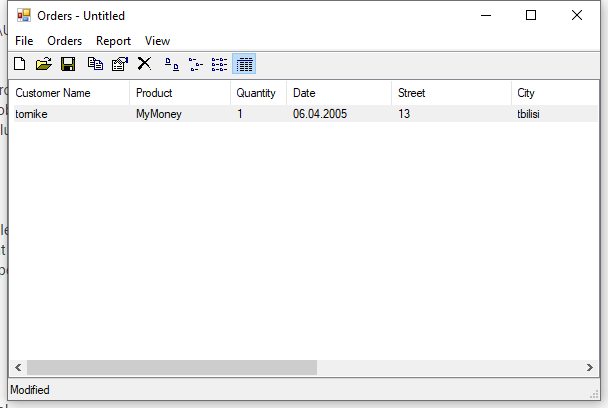 Orders - Untitled
File Orders Report View
Customer Name Product Quantity Date Street City
tornike MyMoney 1 06.04.2005 13 tbilisi
Modified